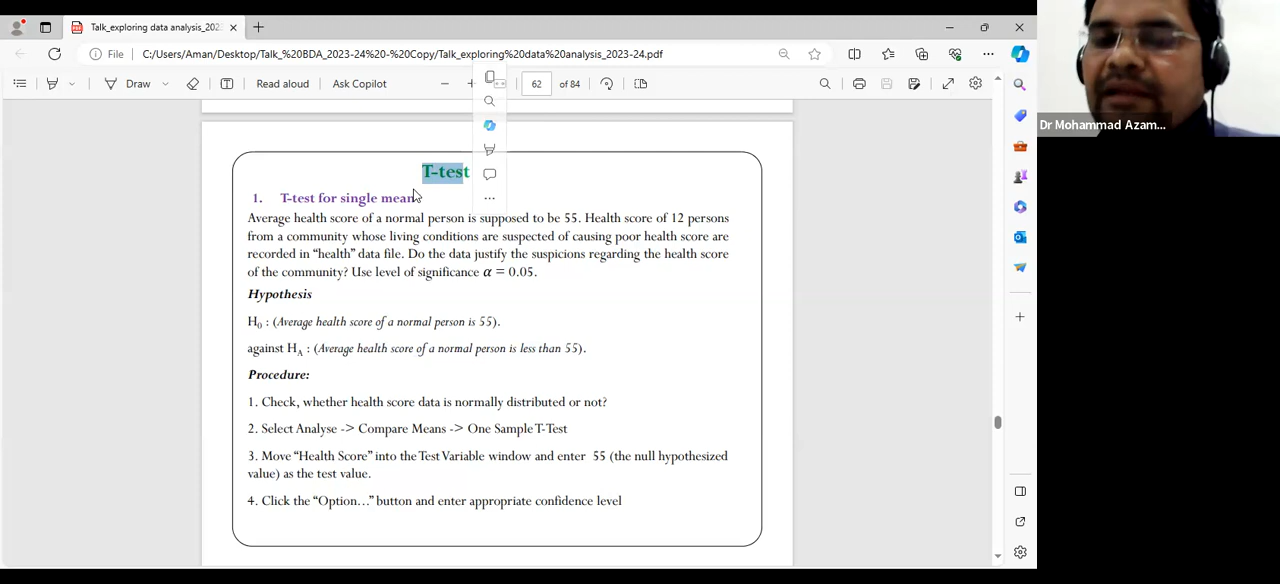 Talk_exploring data analysis_202
File
C:/Users/Aman/Desktop/Talk_%20BDA_2023-24%20-%20Copy/Talk_exploring%20data%20analysis_2023-24.pdf
Draw
Read aloud
Ask Copilot
62
of 84
Dr Mohammad Azam...
T-test
1. T-test for single mean
Average health score of a normal person is supposed to be 55. Health score of 12 persons
from a community whose living conditions are suspected of causing poor health score are
recorded in “health” data file. Do the data justify the suspicions regarding the health score
of the community? Use level of significance α = 0.05.
Hypothesis
H₀ : (Average health score of a normal person is 55).
against Hₐ : (Average health score of a normal person is less than 55).
Procedure:
1. Check, whether health score data is normally distributed or not?
2. Select Analyse -> Compare Means -> One Sample T-Test
3. Move “Health Score” into the Test Variable window and enter 55 (the null hypothesized
value) as the test value.
4. Click the “Option...” button and enter appropriate confidence level